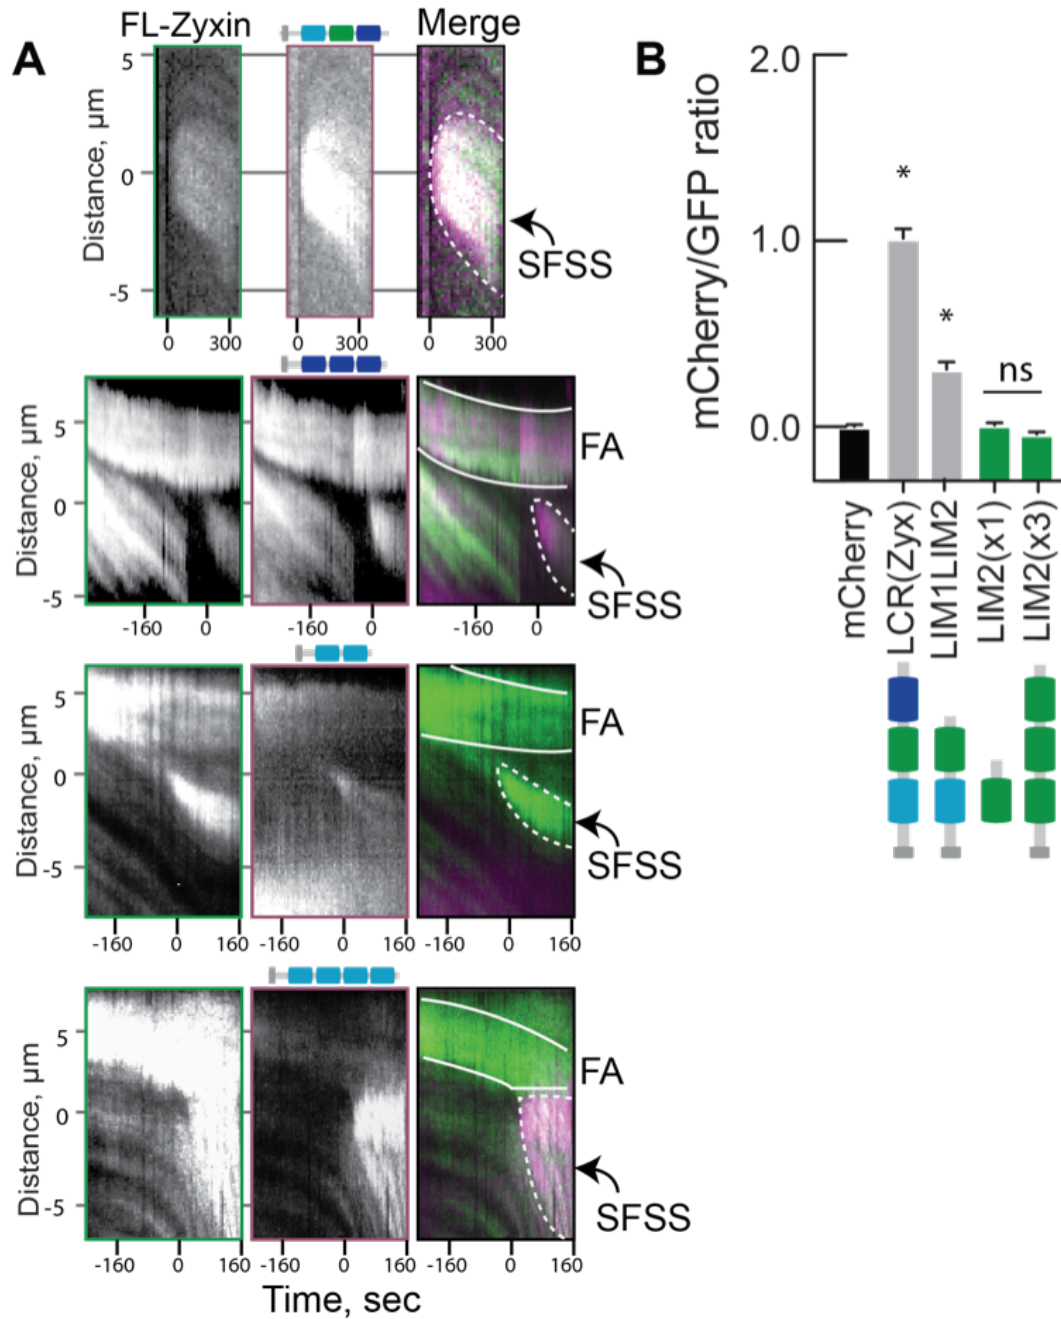 A
FL-Zyxin
Merge
Distance, µm
5
0
-5
SFSS
0 300
0 300
0 300
Distance, µm
5
0
-5
FA
SFSS
-160 0
-160 0
-160 0
Distance, µm
5
0
-5
FA
SFSS
-160 0 160
-160 0 160
-160 0 160
Distance, µm
5
0
-5
FA
SFSS
-160 0 160
-160 0 160
-160 0 160
Time, sec
B
mCherry/GFP ratio
2.0
1.0
0.0
*
*
ns
mCherry
LCR(Zyx)
LIM1LIM2
LIM2(x1)
LIM2(x3)